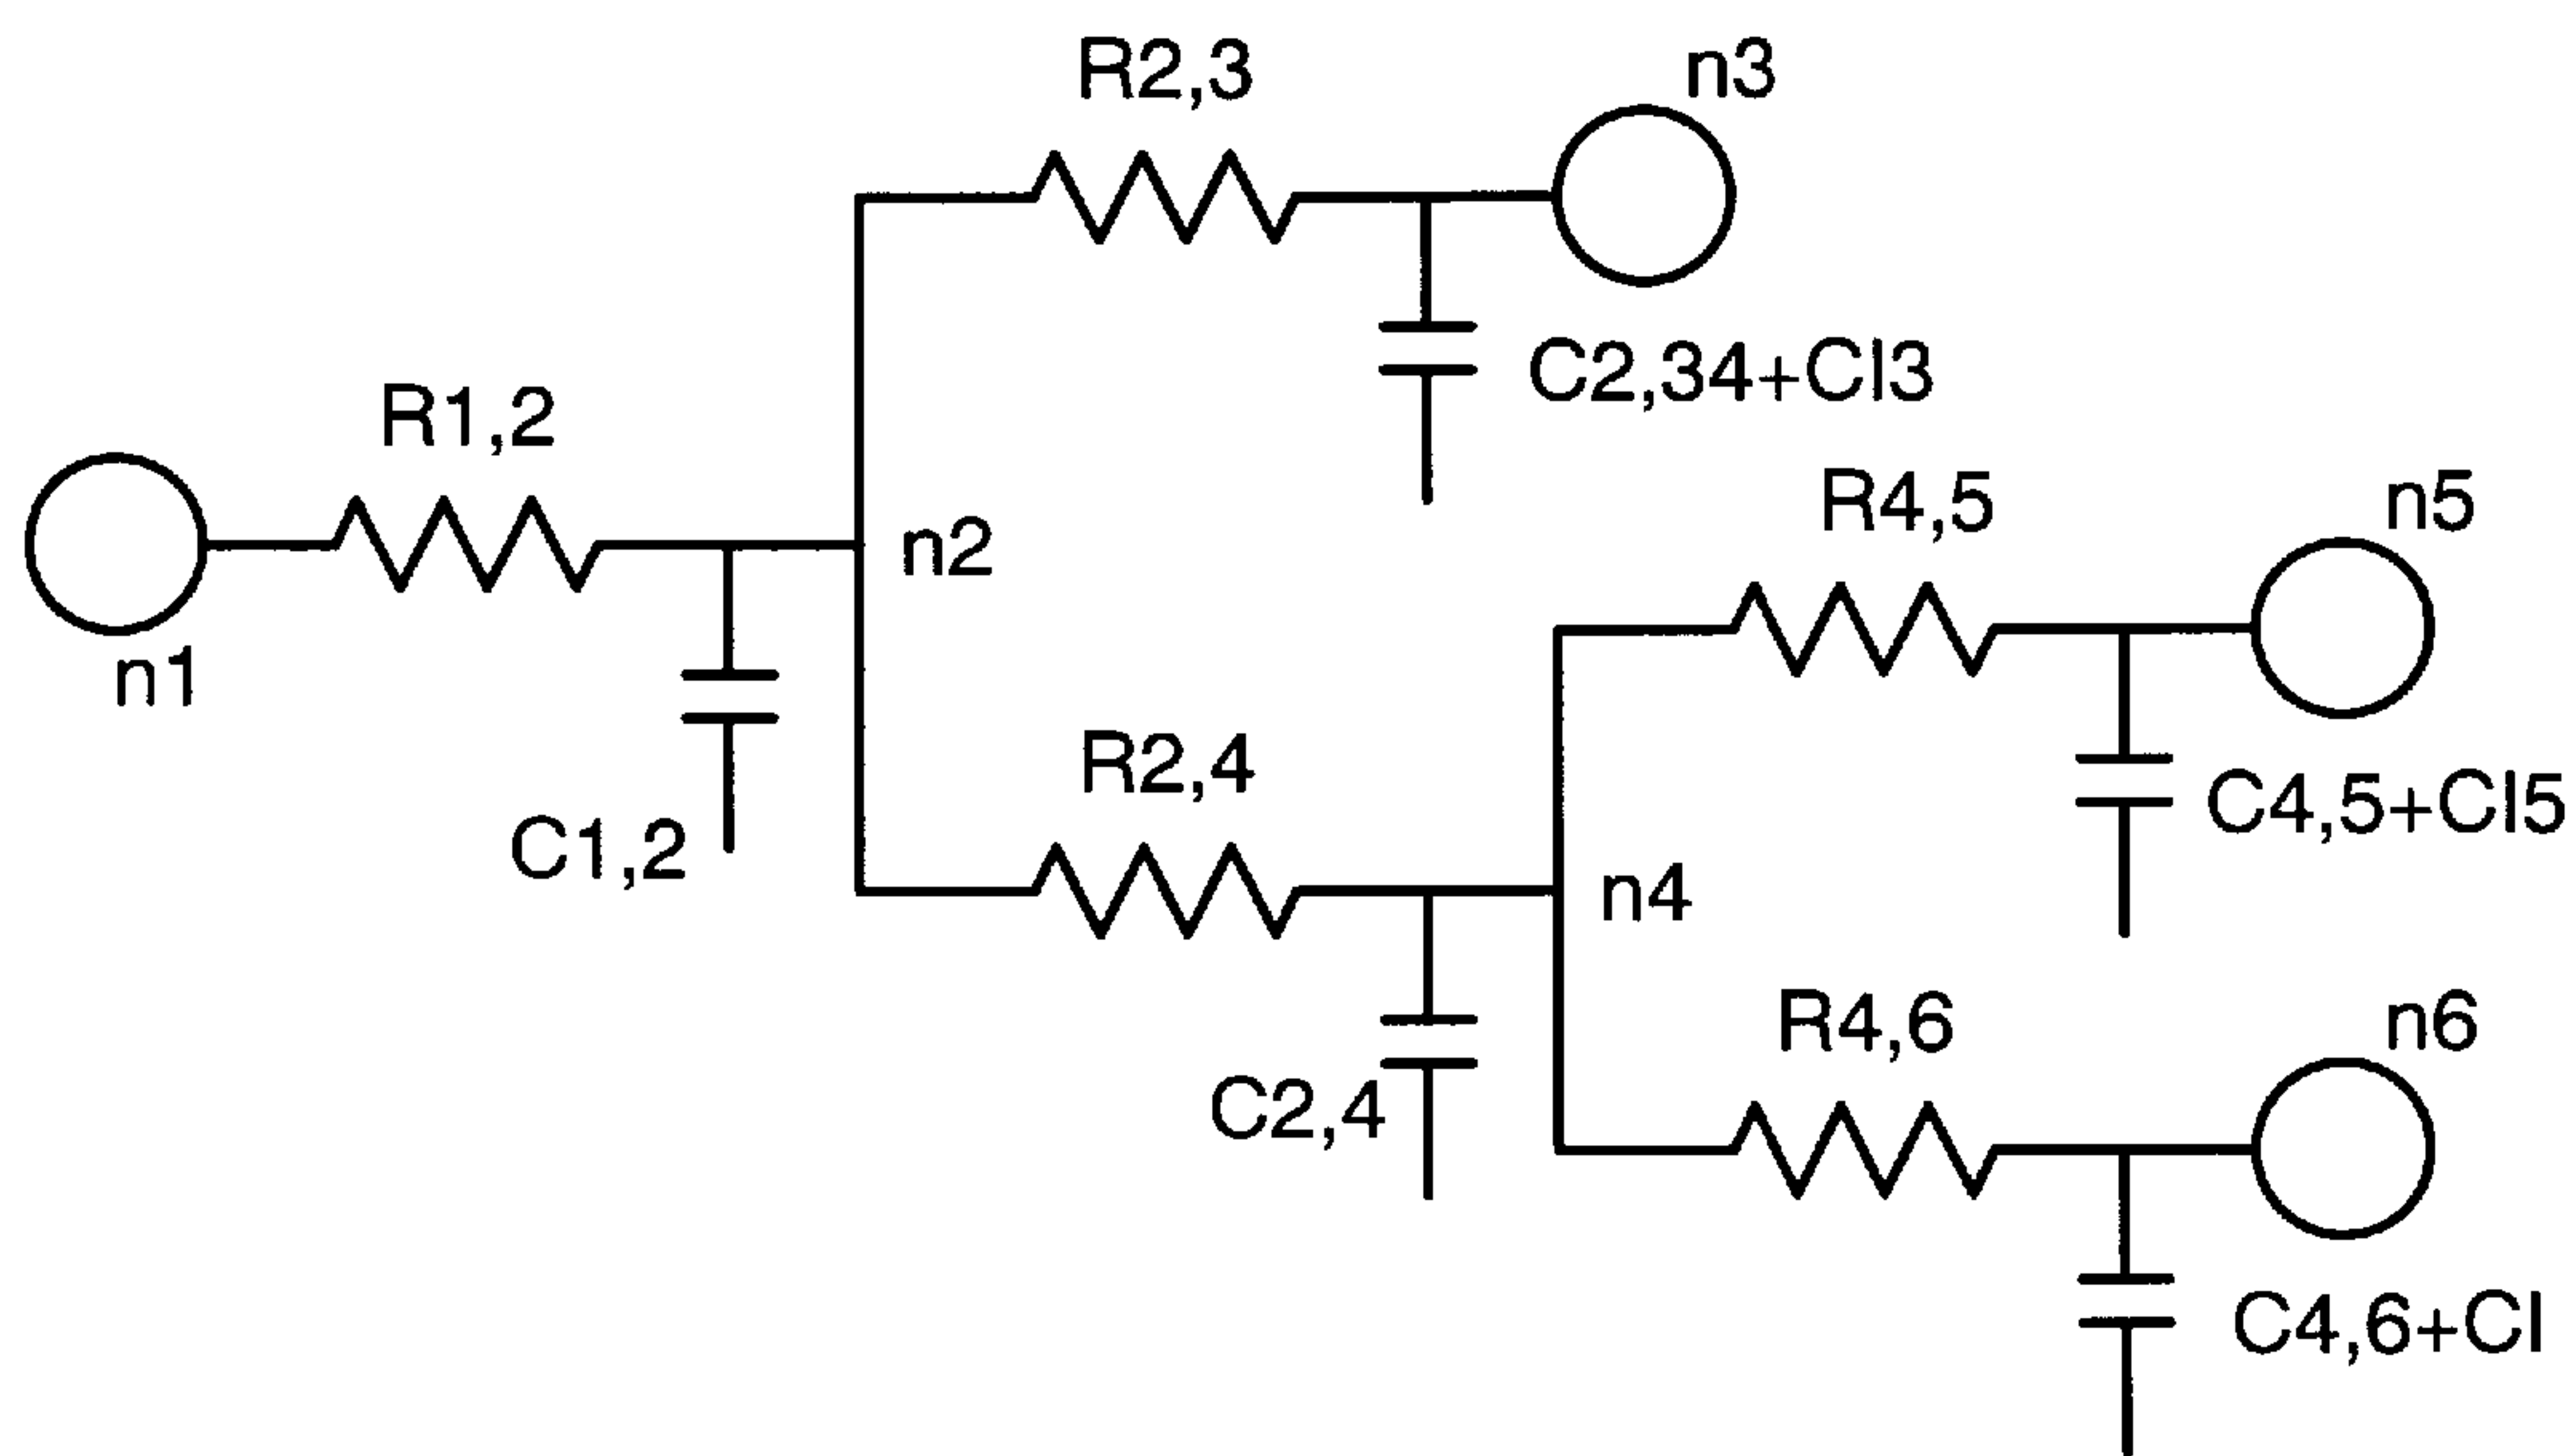 R2,3
n3
C2,34+Cl3
R1,2
n1
n2
C1,2
R4,5
n5
C4,5+Cl5
R2,4
n4
C2,4
R4,6
n6
C4,6+Cl